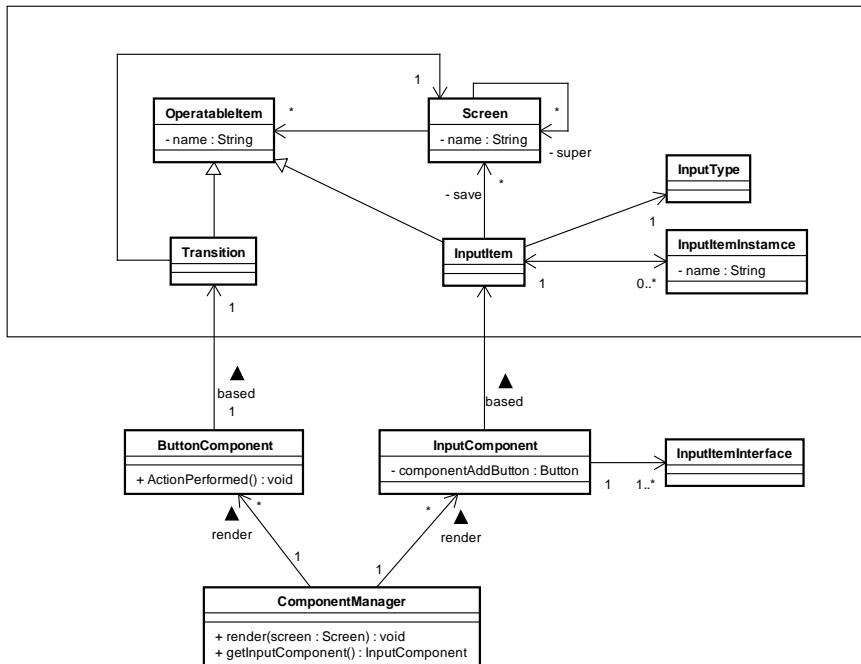 1
OperatableItem
- name : String
*
Screen
- name : String
*
- super
- save
*
InputType
1
Transition
InputItem
InputItemInstamce
- name : String
1
0..*
1
based
1
based
ButtonComponent
+ ActionPerformed() : void
InputComponent
- componentAddButton : Button
InputItemInterface
1
1..*
*
render
*
render
1
1
ComponentManager
+ render(screen : Screen) : void
+ getInputComponent() : InputComponent